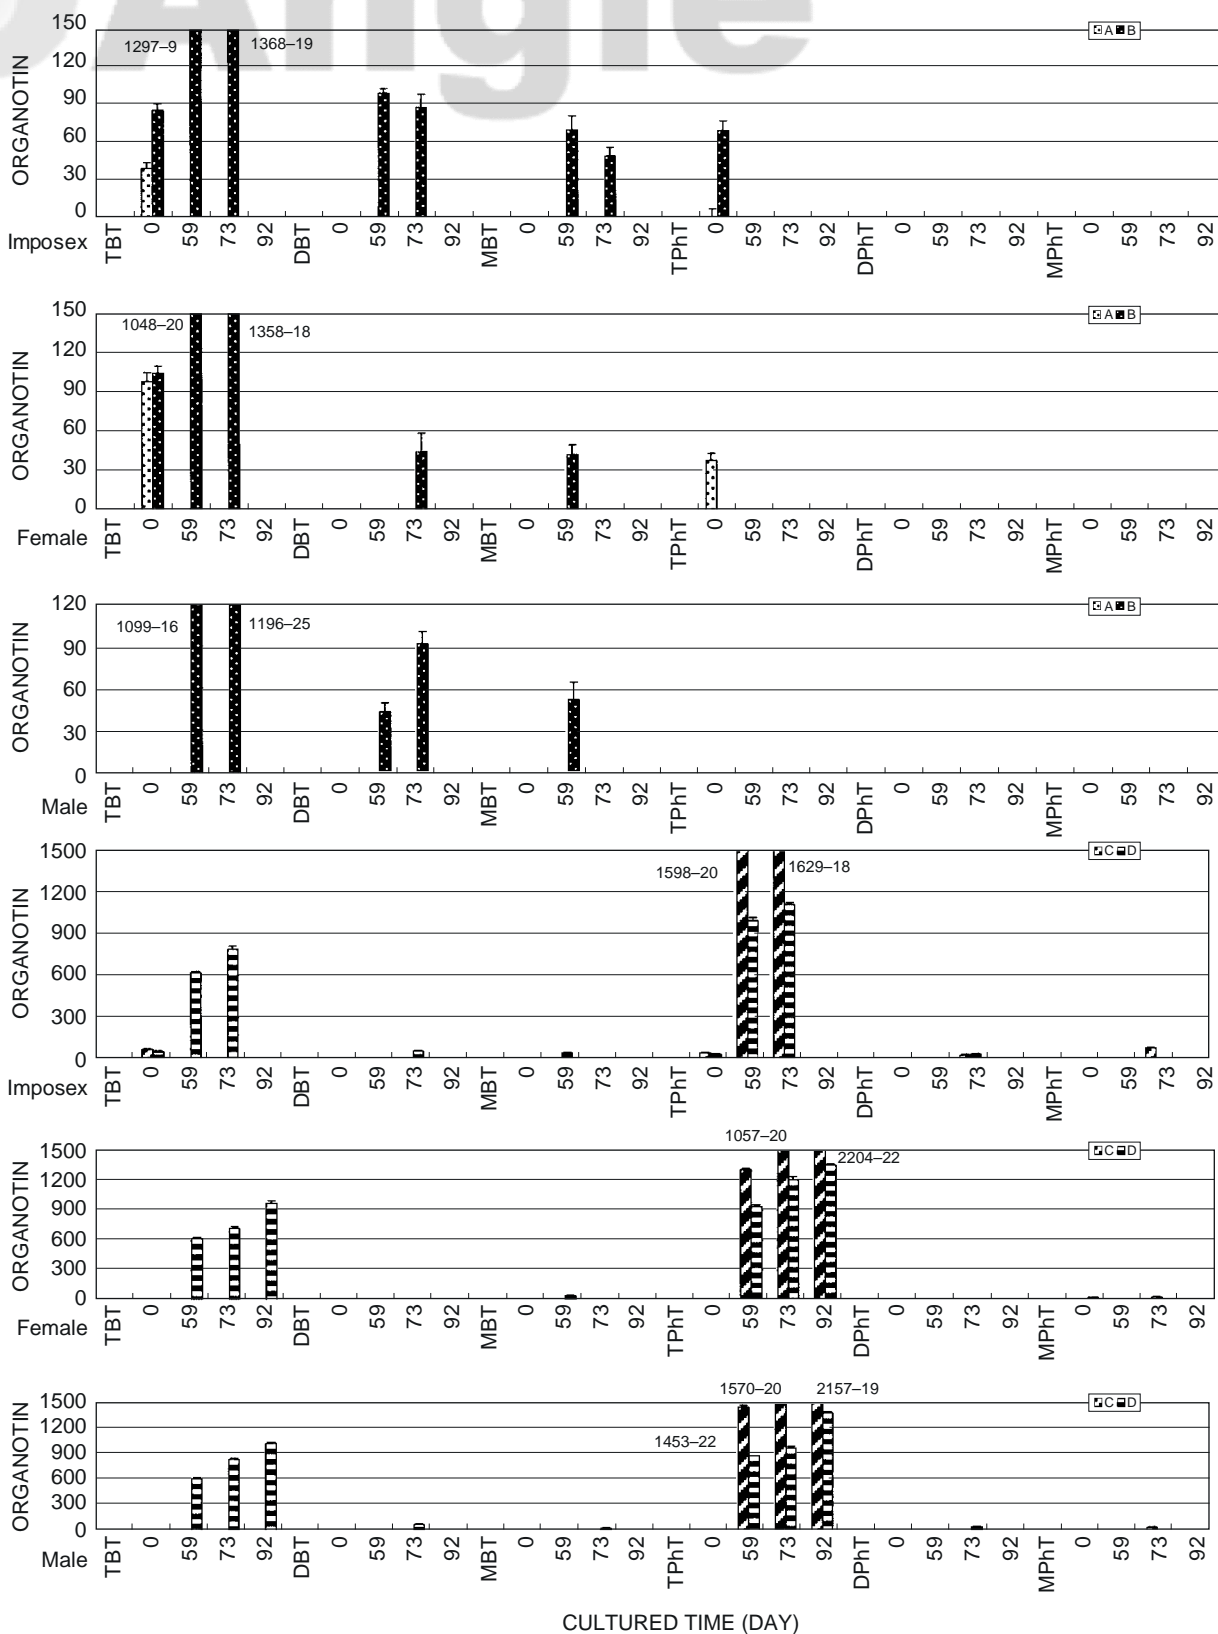 Angle
150
120
90
60
30
0
ORGANOTIN
1297–9
1368–19
A B
Imposex
TBT 0 59 73 92 DBT 0 59 73 92 MBT 0 59 73 92 TPhT 0 59 73 92 DPhT 0 59 73 92 MPhT 0 59 73 92
150
120
90
60
30
0
ORGANOTIN
1048–20
1358–18
A B
Female
TBT 0 59 73 92 DBT 0 59 73 92 MBT 0 59 73 92 TPhT 0 59 73 92 DPhT 0 59 73 92 MPhT 0 59 73 92
120
90
60
30
0
ORGANOTIN
1099–16
1196–25
A B
Male
TBT 0 59 73 92 DBT 0 59 73 92 MBT 0 59 73 92 TPhT 0 59 73 92 DPhT 0 59 73 92 MPhT 0 59 73 92
1500
1200
900
600
300
0
ORGANOTIN
1598–20
1629–18
C D
Imposex
TBT 0 59 73 92 DBT 0 59 73 92 MBT 0 59 73 92 TPhT 0 59 73 92 DPhT 0 59 73 92 MPhT 0 59 73 92
1500
1200
900
600
300
0
ORGANOTIN
1057–20
2204–22
C D
Female
TBT 0 59 73 92 DBT 0 59 73 92 MBT 0 59 73 92 TPhT 0 59 73 92 DPhT 0 59 73 92 MPhT 0 59 73 92
1500
1200
900
600
300
0
ORGANOTIN
1453–22
1570–20
2157–19
C D
Male
TBT 0 59 73 92 DBT 0 59 73 92 MBT 0 59 73 92 TPhT 0 59 73 92 DPhT 0 59 73 92 MPhT 0 59 73 92
CULTURED TIME (DAY)